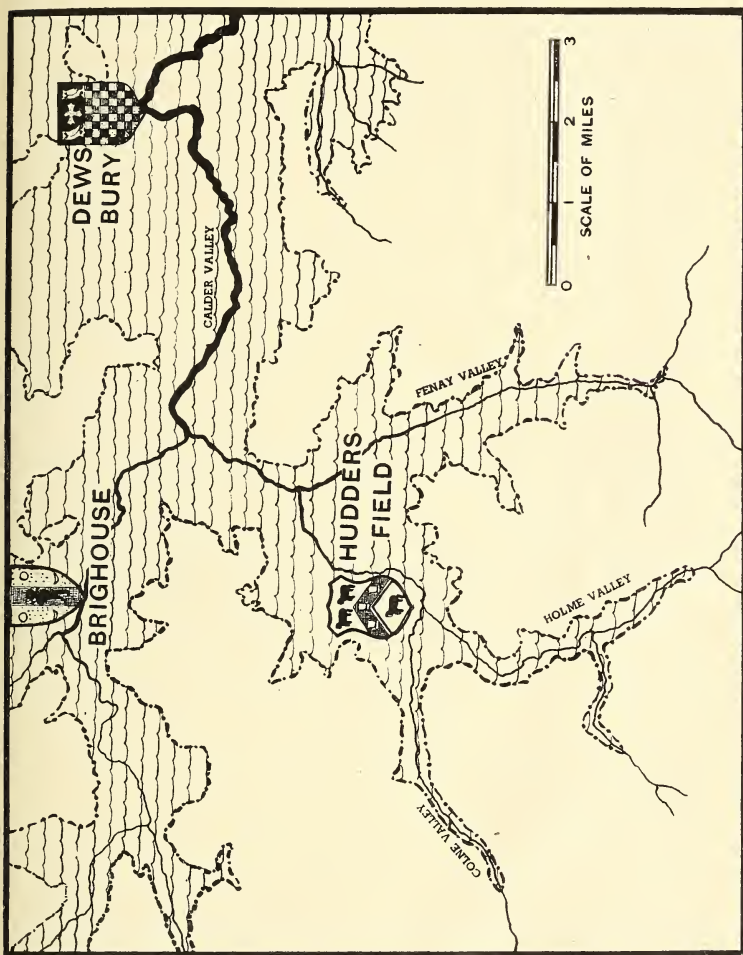 DEWS
BURY
CALDER VALLEY
BRIGHOUSE
HUDDERS
FIELD
FENAY VALLEY
HOLME VALLEY
COLNE VALLEY
0 1 2 3
SCALE OF MILES